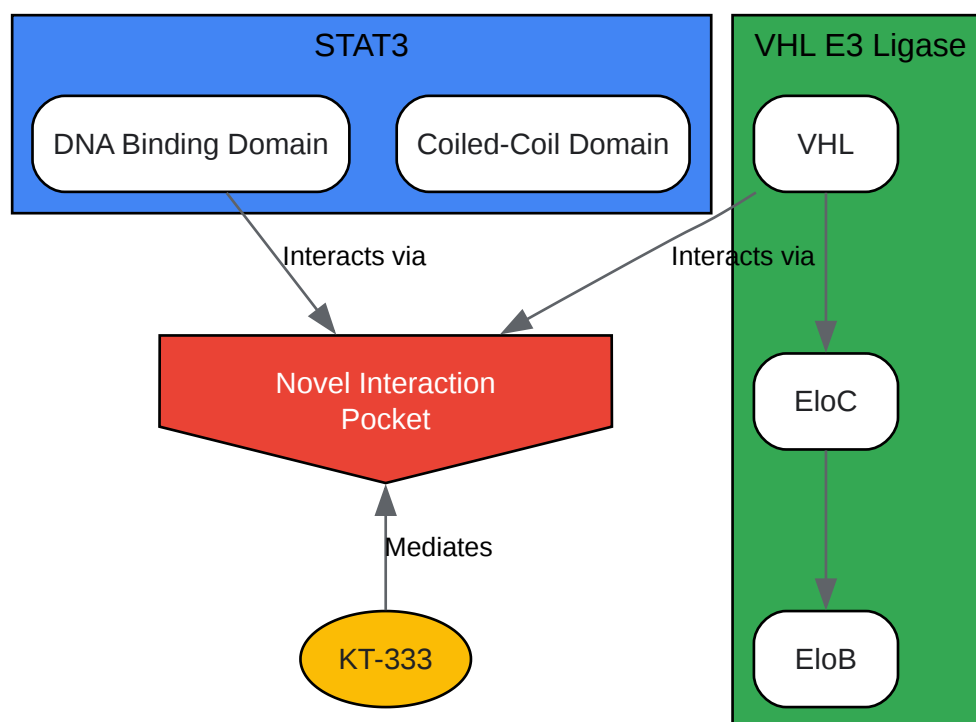 STAT3
VHL E3 Ligase
DNA Binding Domain
Coiled-Coil Domain
VHL
Interacts via
Interacts via
Novel Interaction
Pocket
EloC
Mediates
KT-333
EloB